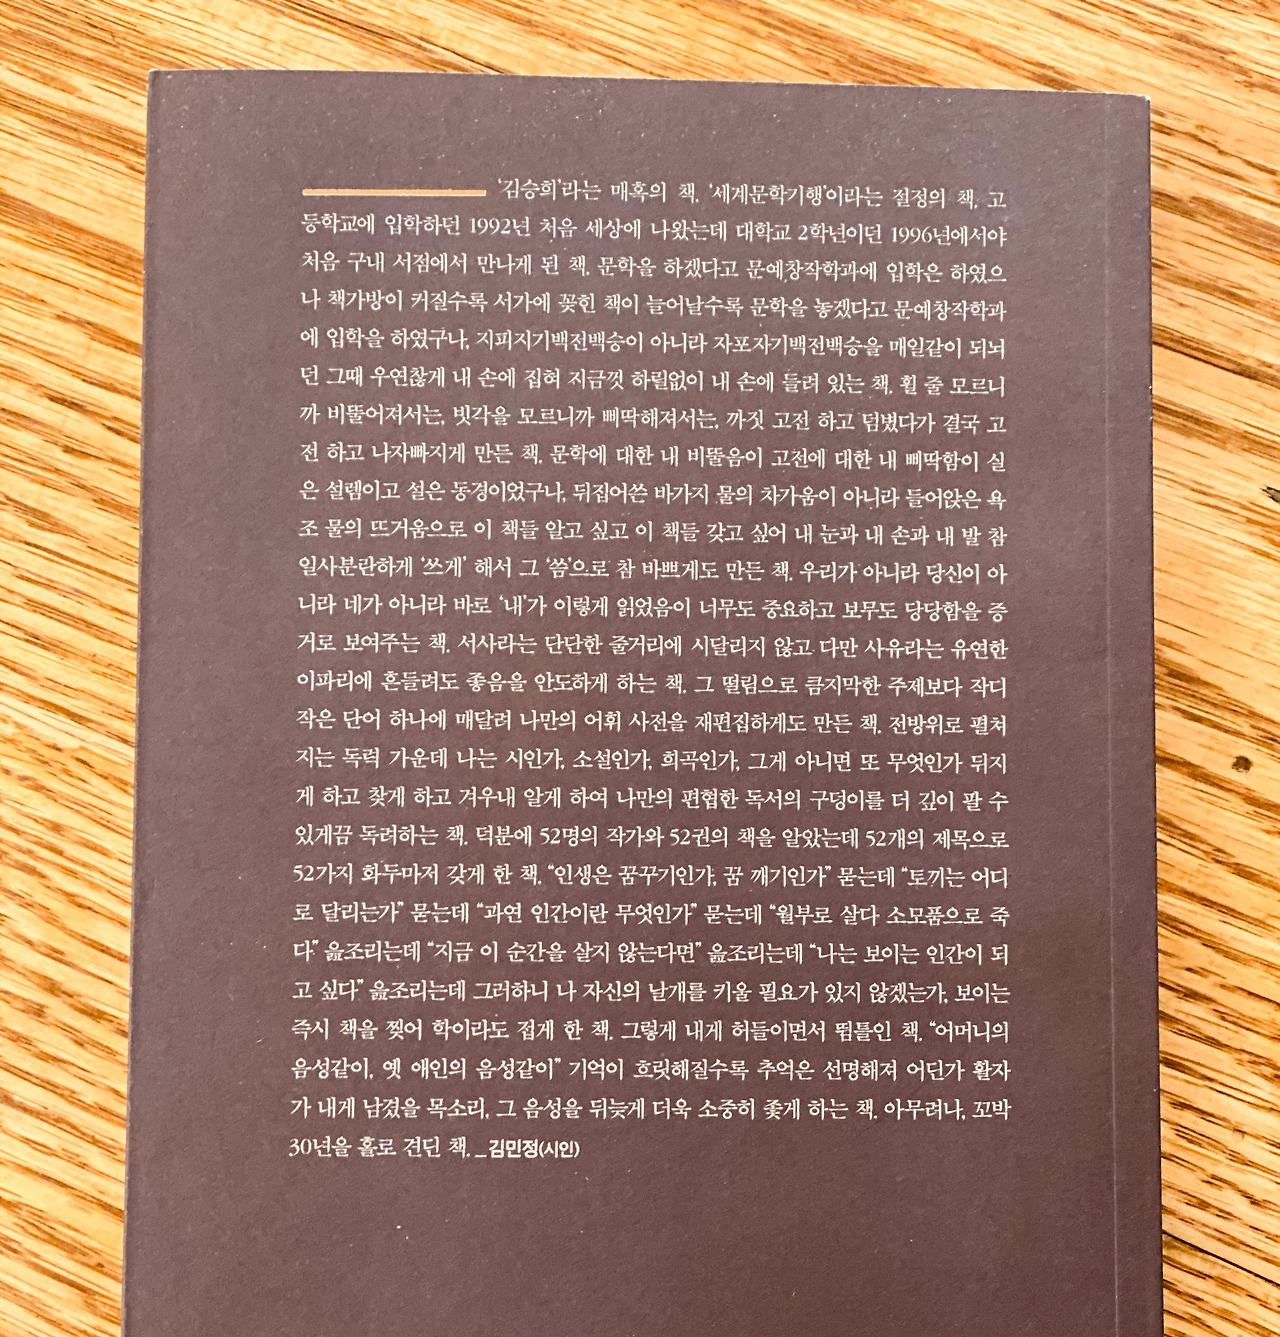 ‘김승희’라는 매혹의 책. ‘세계문학기행’이라는 절정의 책. 고
등학교에 입학하던 1992년 처음 세상에 나왔는데 대학교 2학년이던 1996년에서야
처음 구내 서점에서 만나게 된 책. 문학을 하겠다고 문예창작학과에 입학은 하였으
나 책가방이 커질수록 서가에 꽂힌 책이 늘어날수록 문학을 놓겠다고 문예창작학과
에 입학을 하였구나, 지피지기백전백승이 아니라 자포자기백전백승을 매일같이 되뇌
던 그때 우연찮게 내 손에 집혀 지금껏 하릴없이 내 손에 들려 있는 책. 휠 줄 모르니
까 비뚤어져서는, 빗각을 모르니까 삐딱해져서는, 까짓 고전 하고 덤볐다가 결국 고
전 하고 나자빠지게 만든 책. 문학에 대한 내 비뚤음이 고전에 대한 내 삐딱함이 실
은 설렘이고 설은 동경이었구나, 뒤집어쓴 바가지 물의 차가움이 아니라 들어앉은 욕
조 물의 뜨거움으로 이 책들 알고 싶고 이 책들 갖고 싶어 내 눈과 내 손과 내 발 참
일사분란하게 ‘쓰게’ 해서 그 ‘씀’으로 참 바쁘게도 만든 책. 우리가 아니라 당신이 아
니라 네가 아니라 바로 ‘내’가 이렇게 읽었음이 너무도 중요하고 보무도 당당함을 증
거로 보여주는 책. 서사라는 단단한 줄거리에 시달리지 않고 다만 사유라는 유연한
이파리에 흔들려도 좋음을 안도하게 하는 책. 그 떨림으로 큼지막한 주제보다 작디
작은 단어 하나에 매달려 나만의 어휘 사전을 재편집하게도 만든 책. 전방위로 펼쳐
지는 독력 가운데 나는 시인가, 소설인가, 희곡인가, 그게 아니면 또 무엇인가 뒤지
게 하고 찾게 하고 겨우내 알게 하여 나만의 편협한 독서의 구덩이를 더 깊이 팔 수
있게끔 독려하는 책. 덕분에 52명의 작가와 52권의 책을 알았는데 52개의 제목으로
52가지 화두마저 갖게 한 책. “인생은 꿈꾸기인가, 꿈 깨기인가” 묻는데 “토끼는 어디
로 달리는가” 묻는데 “과연 인간이란 무엇인가” 묻는데 “월부로 살다 소모품으로 죽
다” 읊조리는데 “지금 이 순간을 살지 않는다면” 읊조리는데 “나는 보이는 인간이 되
고 싶다” 읊조리는데 그러하니 나 자신의 날개를 키울 필요가 있지 않겠는가, 보이는
즉시 책을 찢어 학이라도 접게 한 책. 그렇게 내게 허들이면서 뜀틀인 책. “어머니의
음성같이, 옛 애인의 음성같이” 기억이 흐릿해질수록 추억은 선명해져 어딘가 활자
가 내게 남겼을 목소리, 그 음성을 뒤늦게 더욱 소중히 좇게 하는 책. 아무려나, 꼬박
30년을 홀로 견딘 책. _김민정(시인)